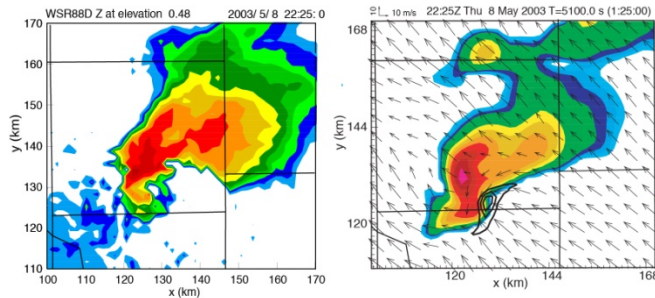 WSR88D Z at elevation 0.48 2003/ 5/ 8 22:25: 0
170
160
150
140
130
120
110
y (km)
100 110 120 130 140 150 160 170
x (km)
10 m/s 22:25Z Thu 8 May 2003 T=5100.0 s (1:25:00)
168
144
120
y (km)
120 144 168
x (km)